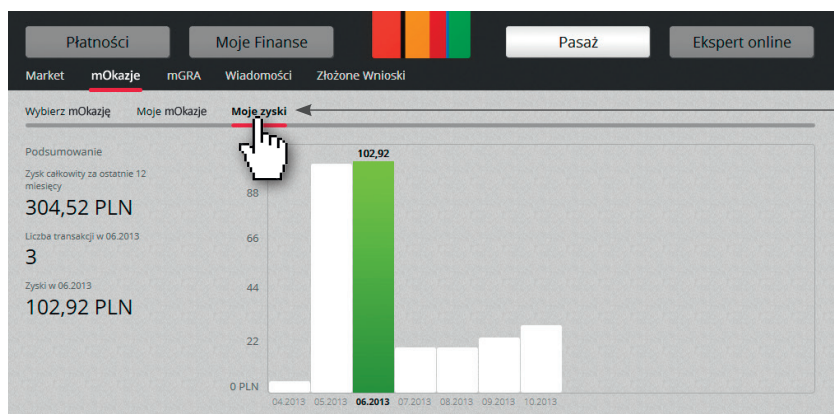 Płatności Moje Finanse Pasaż Ekspert online
Market mOkazje mGRA Wiadomości Złożone Wnioski
Wybierz mOkazję Moje mOkazje Moje zyski
Podsumowanie
Zysk całkowity za ostatnie 12
miesięcy
304,52 PLN
Liczba transakcji w 06.2013
3
Zyski w 06.2013
102,92 PLN
102,92
88
66
44
22
0 PLN
04.2013 05.2013 06.2013 07.2013 08.2013 09.2013 10.2013